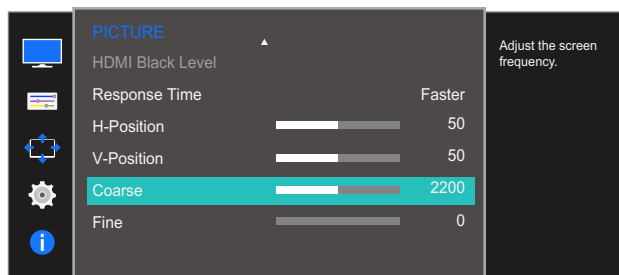 PICTURE
HDMI Black Level
Response Time Faster
H-Position 50
V-Position 50
Coarse 2200
Fine 0
Adjust the screen
frequency.